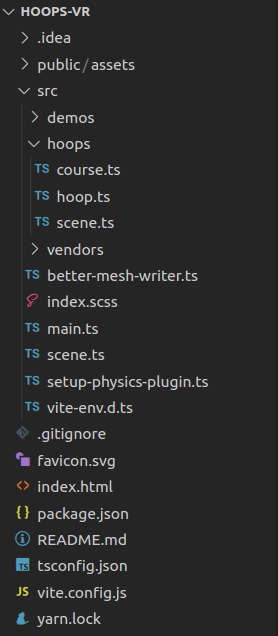 HOOPS-VR
.idea
public/assets
src
demos
hoops
TS course.ts
TS hoop.ts
TS scene.ts
vendors
TS better-mesh-writer.ts
index.scss
TS main.ts
TS scene.ts
TS setup-physics-plugin.ts
TS vite-env.d.ts
.gitignore
favicon.svg
<> index.html
{ } package.json
README.md
tsconfig.json
JS vite.config.js
yarn.lock